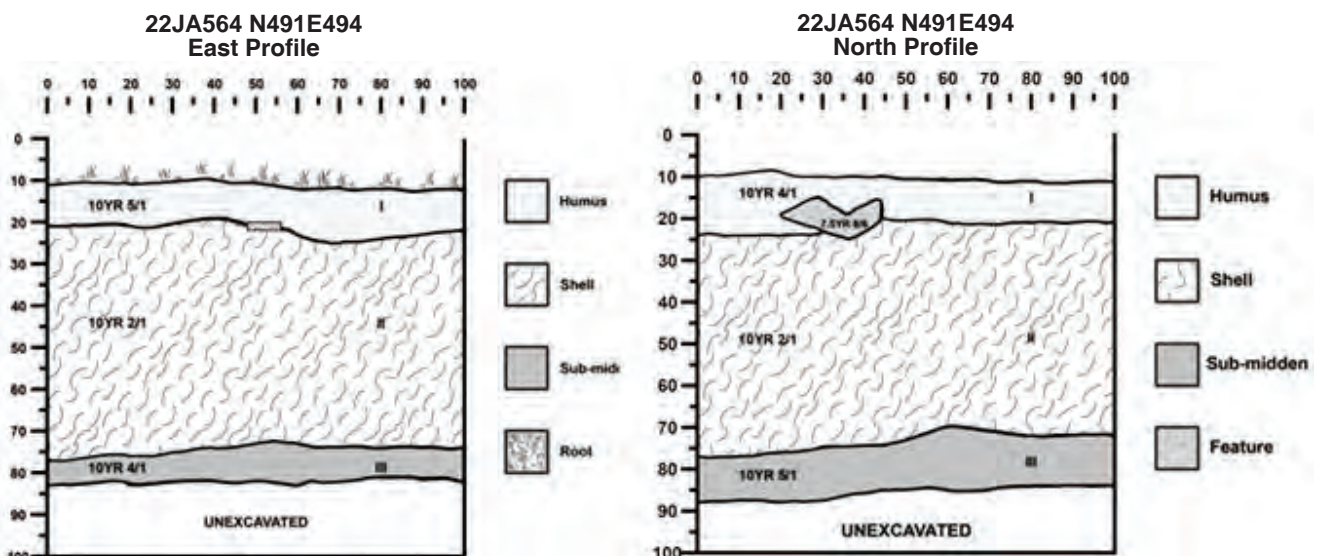 22JA564 N491E494
East Profile
0 10 20 30 40 50 60 70 80 90 100
0
10
20
30
40
50
60
70
80
90
100
10YR 5/1
I
10YR 2/1
II
10YR 4/1
III
UNEXCAVATED
Humus
Shell
Sub-mid
Root
22JA564 N491E494
North Profile
0 10 20 30 40 50 60 70 80 90 100
0
10
20
30
40
50
60
70
80
90
100
10YR 4/1
I
10YR 2/1
II
10YR 5/1
III
UNEXCAVATED
Humus
Shell
Sub-midden
Feature